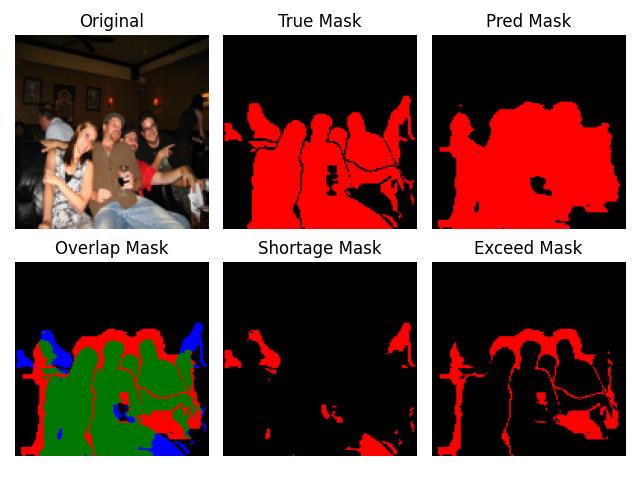 Original
True Mask
Pred Mask
Overlap Mask
Shortage Mask
Exceed Mask